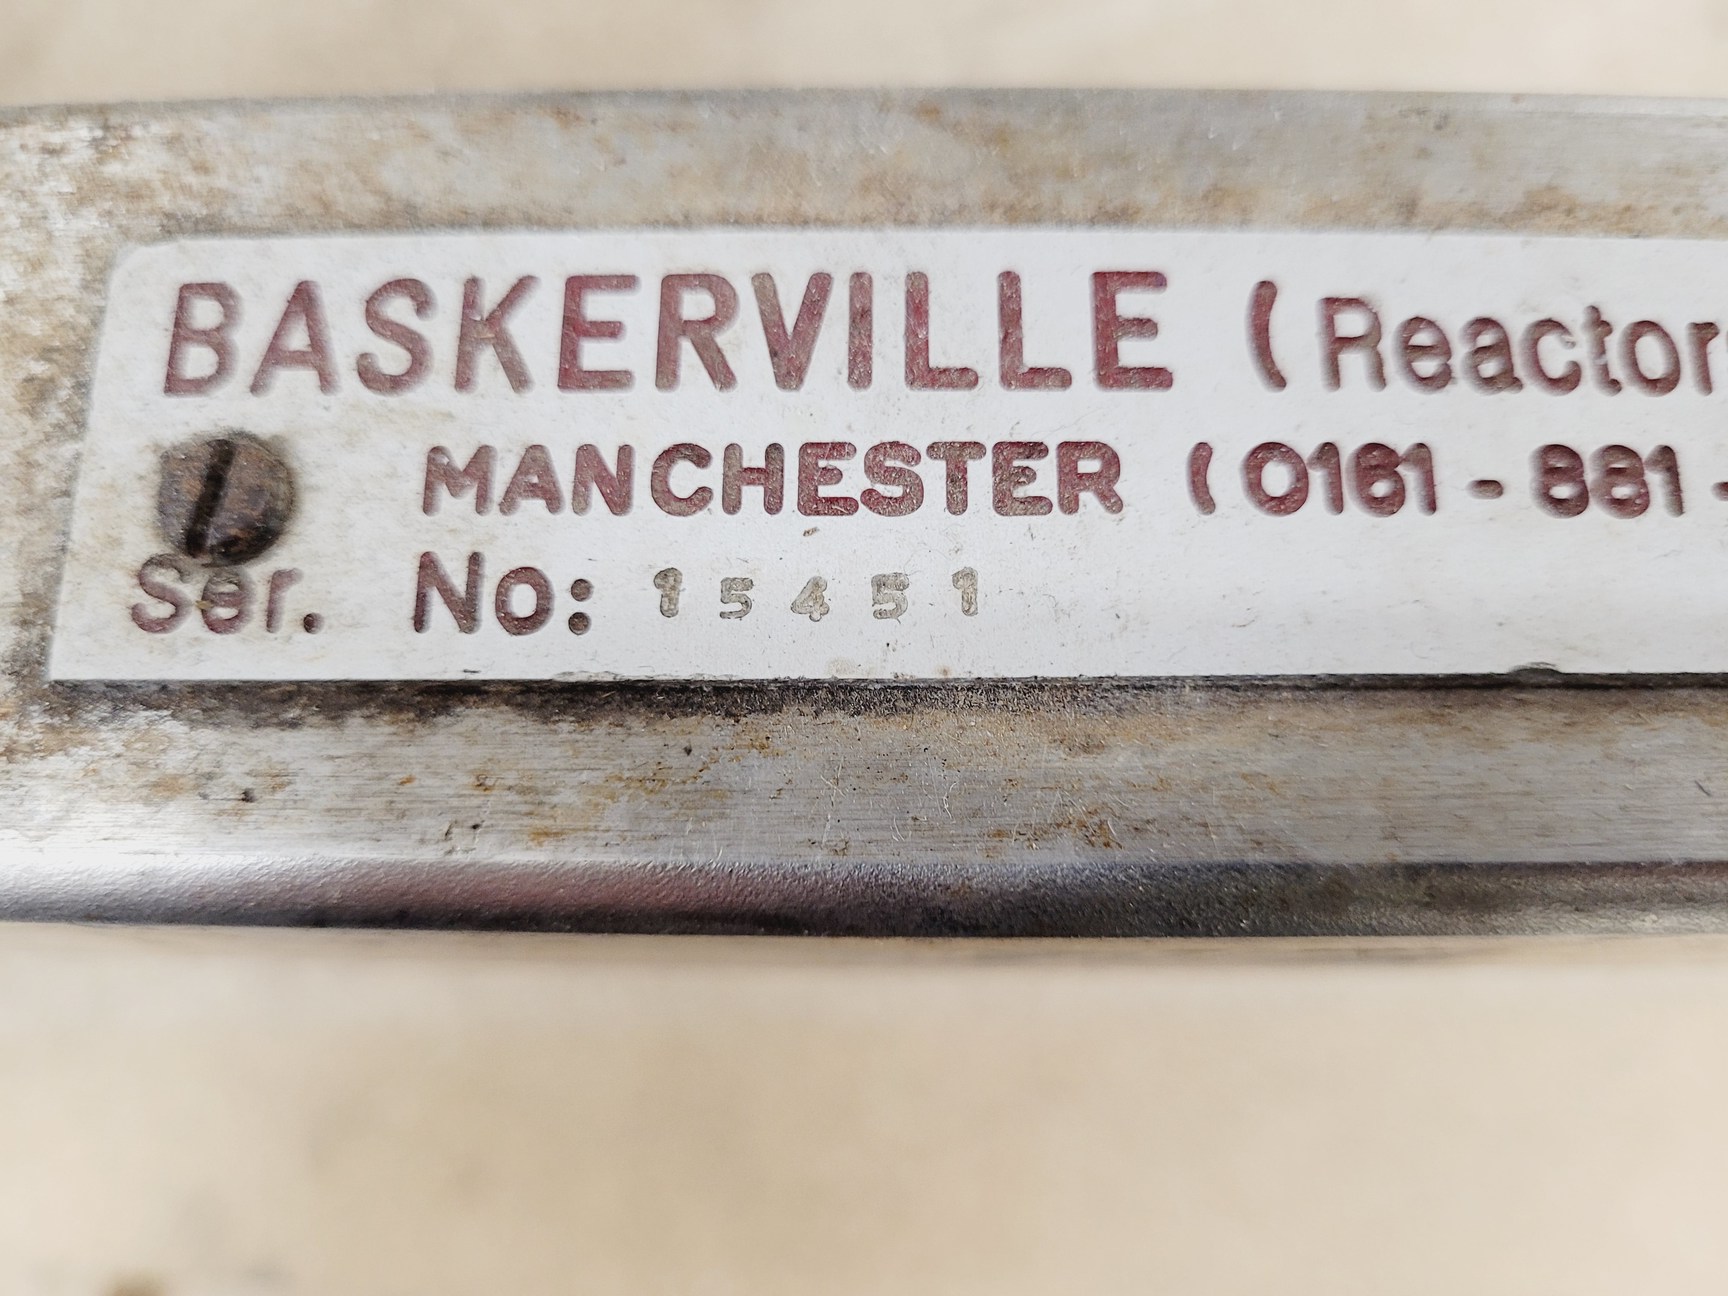 BASKERVILLE (Reactor
MANCHESTER (0161 - 881 -
Ser. No: 15451